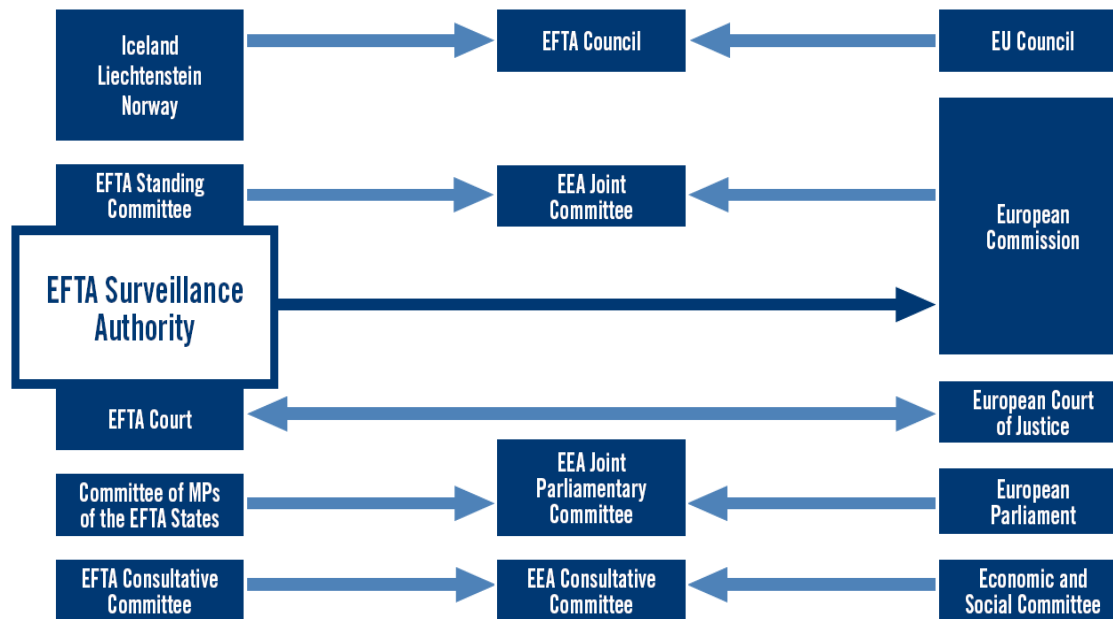 Iceland
Liechtenstein
Norway
EFTA Council
EU Council
EFTA Standing
Committee
EEA Joint
Committee
European
Commission
EFTA Surveillance
Authority
EFTA Court
European Court
of Justice
Committee of MPs
of the EFTA States
EEA Joint
Parliamentary
Committee
European
Parliament
EFTA Consultative
Committee
EEA Consultative
Committee
Economic and
Social Committee